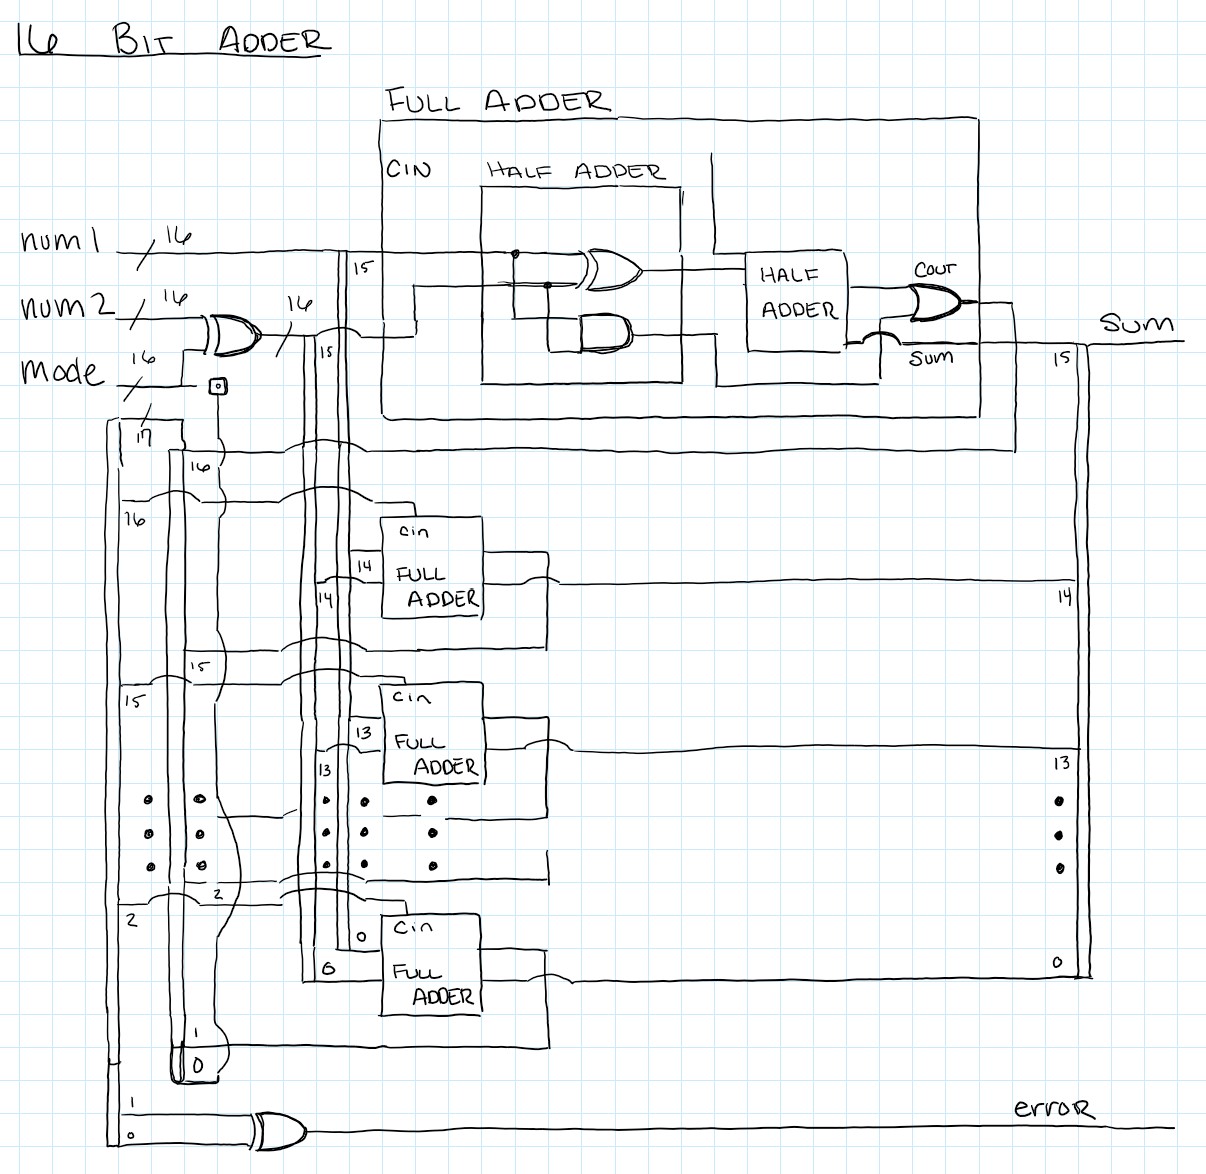 16 BIT ADDER
FULL ADDER
CIN
HALF ADDER
num1
16
15
num2
16
16
15
HALF
ADDER
COUT
Sum
Sum
15
mode
16
17
16
16
cin
FULL
ADDER
14
14
14
15
15
cin
FULL
ADDER
13
13
13
2
2
cin
FULL
ADDER
0
0
0
1
0
1
0
error